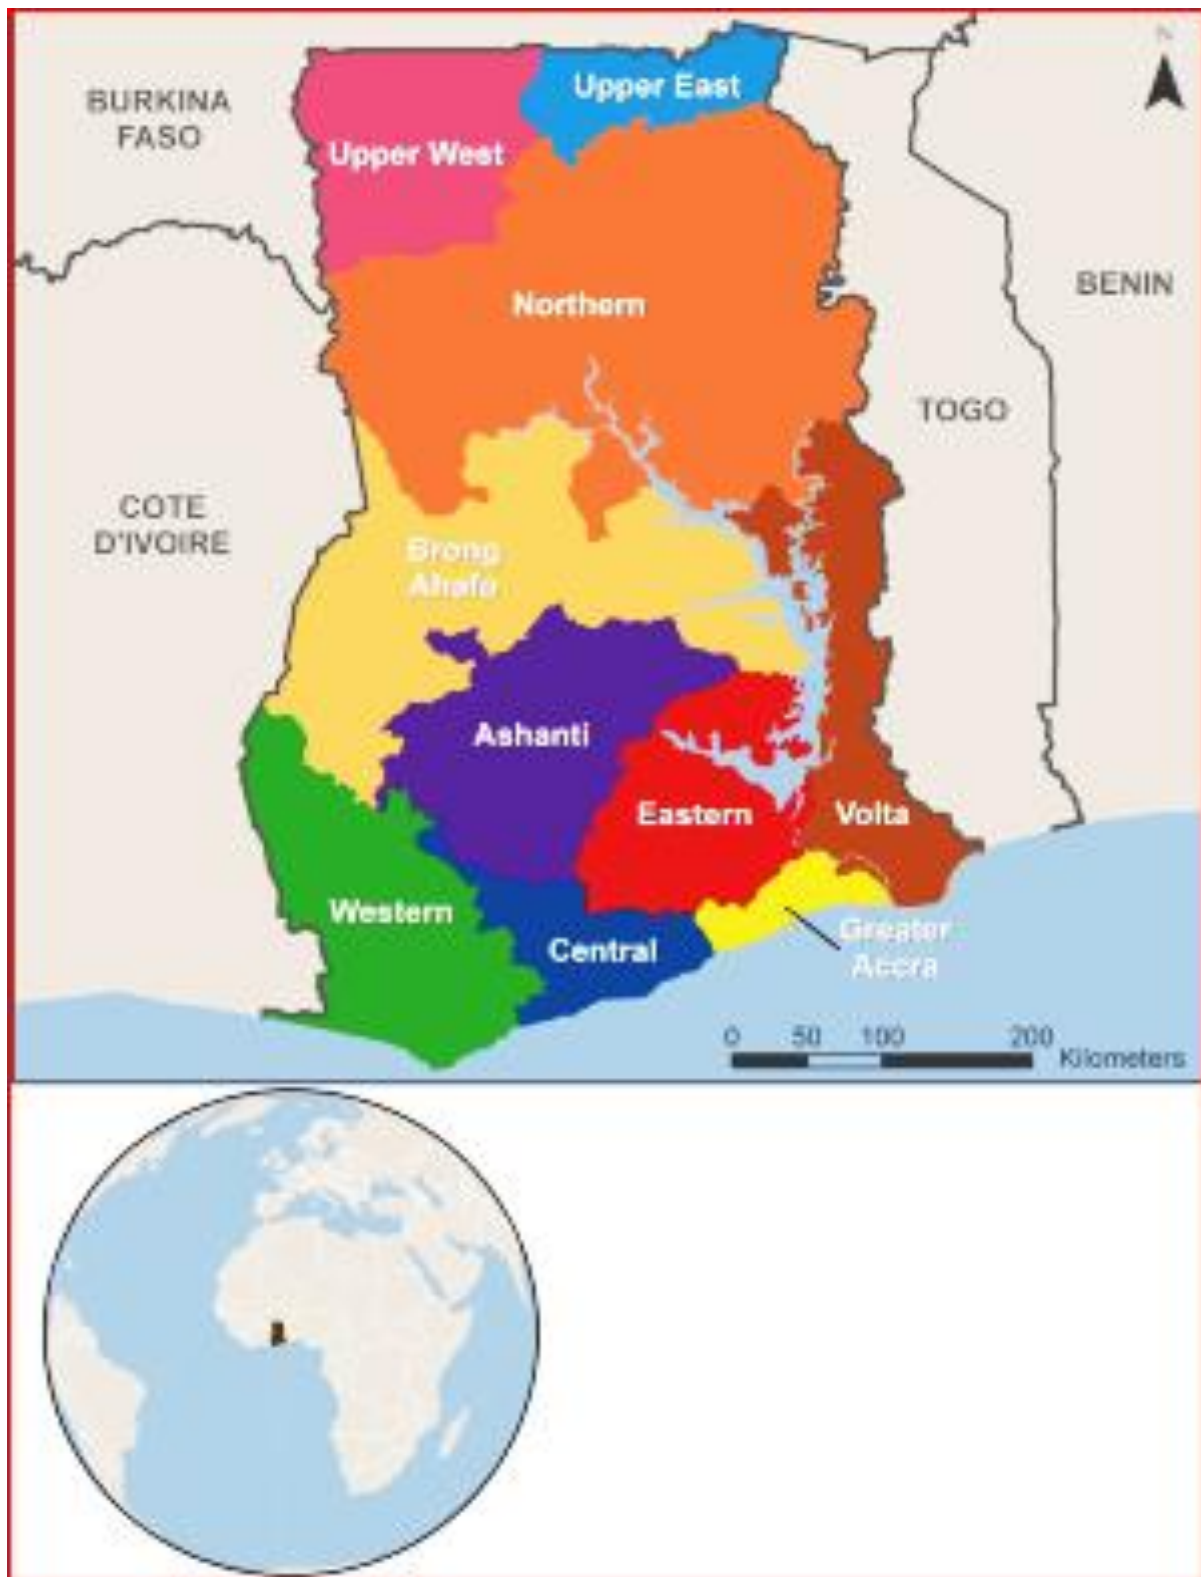 N
BURKINA
FASO
Upper East
Upper West
BENIN
Northern
TOGO
COTE
D'IVOIRE
Brong
Ahafo
Ashanti
Eastern
Volta
Western
Central
Greater
Accra
0 50 100 200
Kilometers